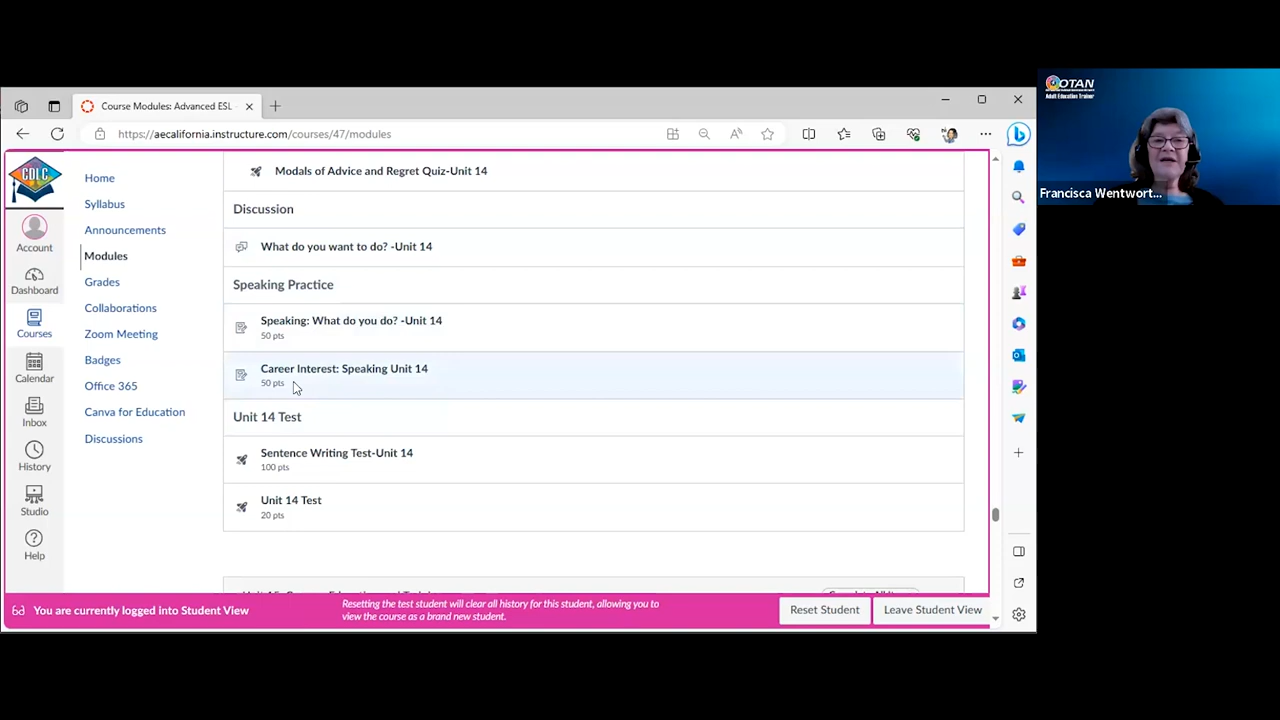 Course Modules: Advanced ESL
https://aecalifornia.instructure.com/courses/47/modules
CDLC
Account
Dashboard
Courses
Calendar
Inbox
History
Studio
Help
Home
Syllabus
Announcements
Modules
Grades
Collaborations
Zoom Meeting
Badges
Office 365
Canva for Education
Discussions
Modals of Advice and Regret Quiz-Unit 14
Discussion
What do you want to do? -Unit 14
Speaking Practice
Speaking: What do you do? -Unit 14
50 pts
Career Interest: Speaking Unit 14
50 pts
Unit 14 Test
Sentence Writing Test-Unit 14
100 pts
Unit 14 Test
20 pts
You are currently logged into Student View
Resetting the test student will clear all history for this student, allowing you to
view the course as a brand new student.
Reset Student
Leave Student View
OTAN
Adult Education Trainer
Francisca Wentwort...